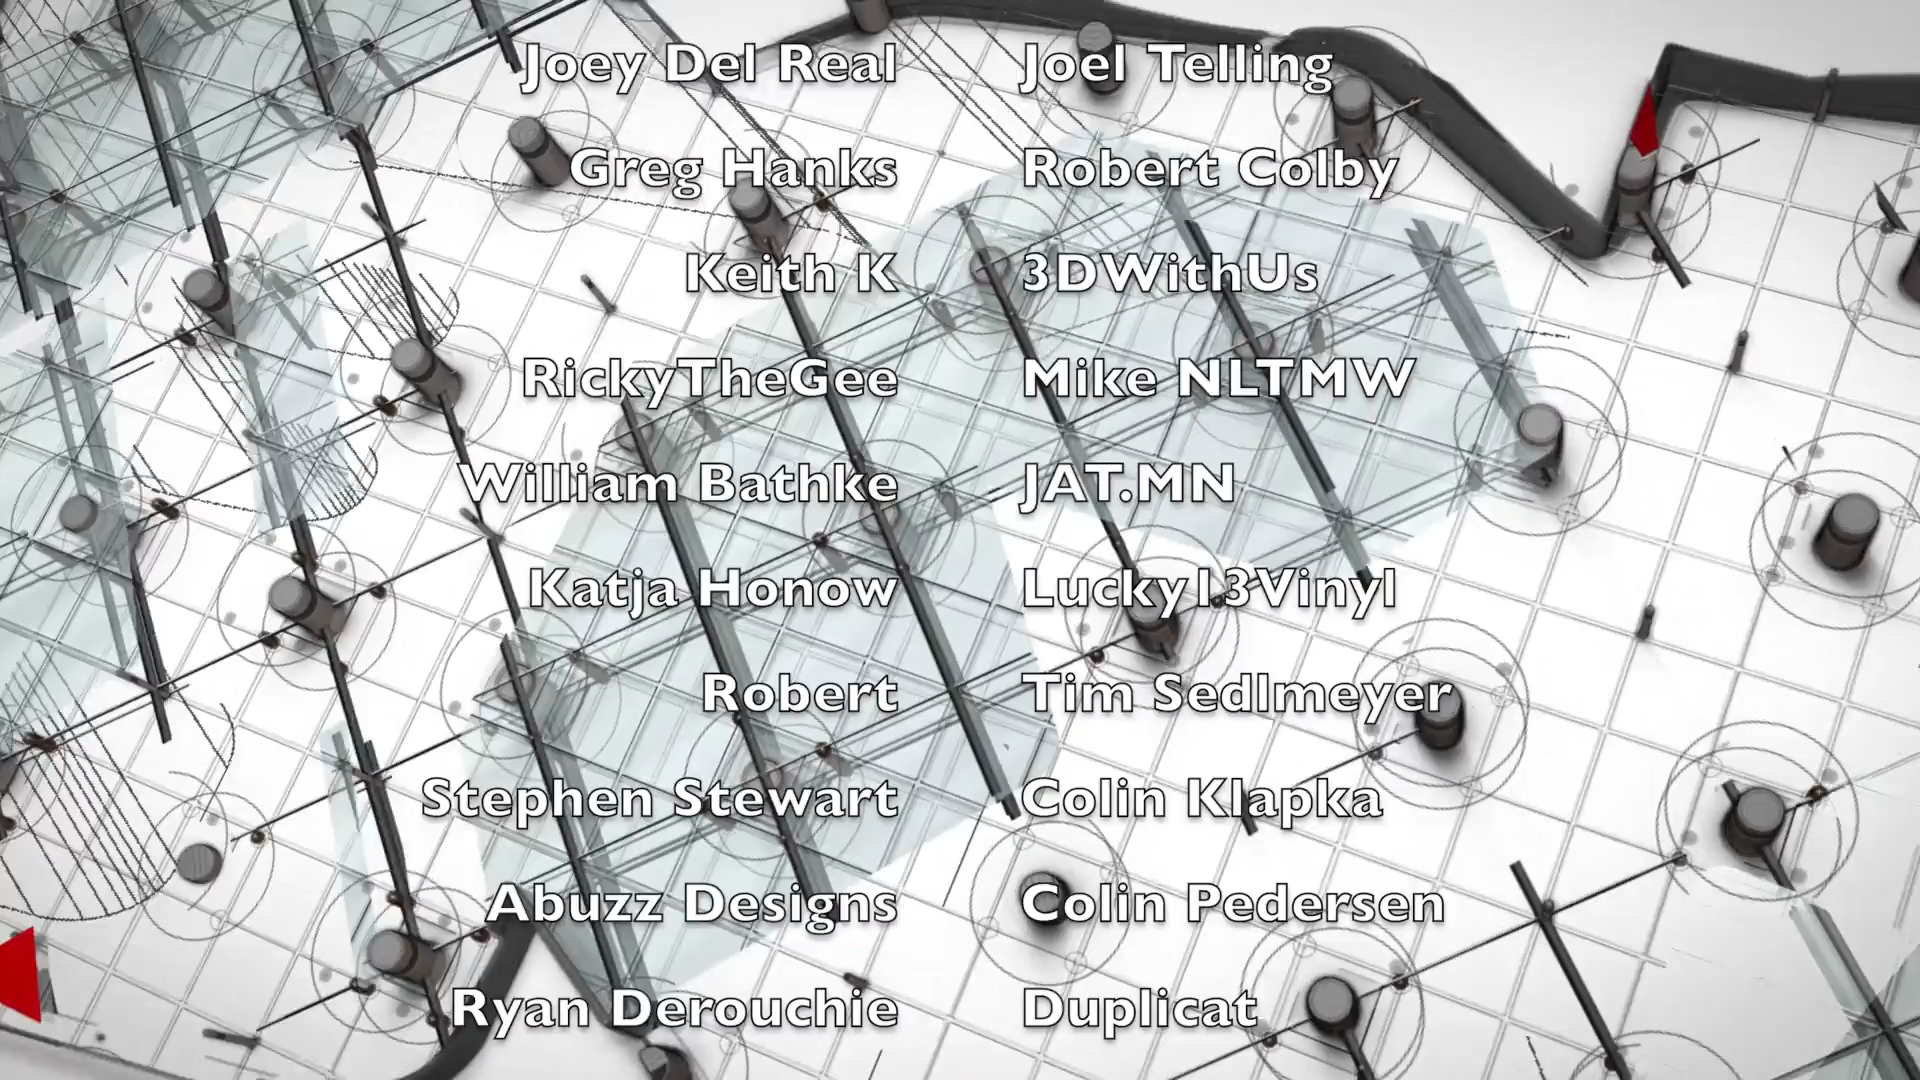 Joey Del Real Joel Telling
Greg Hanks Robert Colby
Keith K 3DWithUs
RickyTheGee Mike NLTMW
William Bathke JAT.MN
Katja Honow Lucky13Vinyl
Robert Tim Sedlmeyer
Stephen Stewart Colin Klapka
Abuzz Designs Colin Pedersen
Ryan Derouchie Duplicat